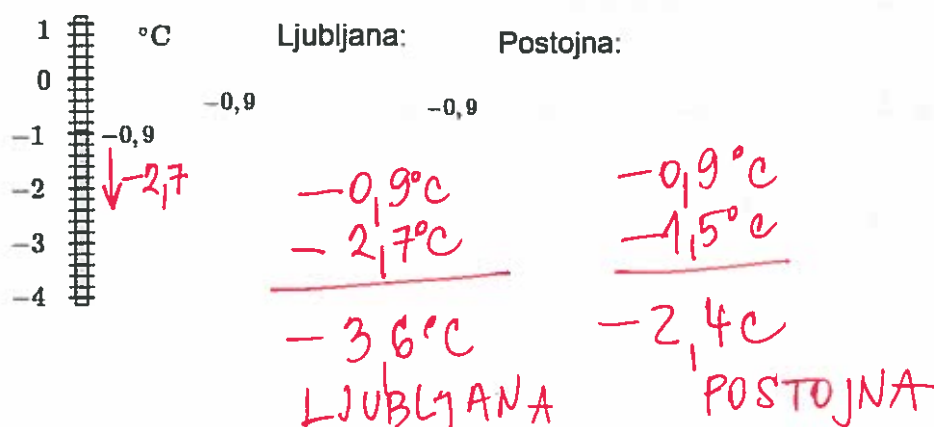 1 °C Ljubljana: Postojna:
0
-0,9 -0,9
-1 -0,9
-2,7
-2
-3
-4
-0,9°C
-2,7°C
-3,6°C
LJUBLJANA
-0,9°C
-1,5°C
-2,4C
POSTOJNA